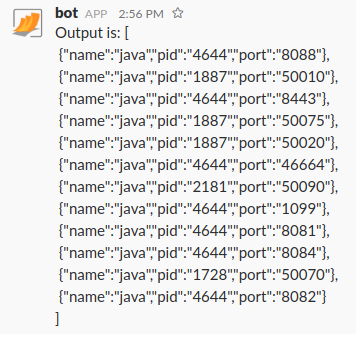 bot APP 2:56 PM ☆
Output is: [
{"name":"java","pid":"4644","port":"8088"},
{"name":"java","pid":"1887","port":"50010"},
{"name":"java","pid":"4644","port":"8443"},
{"name":"java","pid":"1887","port":"50075"},
{"name":"java","pid":"1887","port":"50020"},
{"name":"java","pid":"4644","port":"46664"},
{"name":"java","pid":"2181","port":"50090"},
{"name":"java","pid":"4644","port":"1099"},
{"name":"java","pid":"4644","port":"8081"},
{"name":"java","pid":"4644","port":"8084"},
{"name":"java","pid":"1728","port":"50070"},
{"name":"java","pid":"4644","port":"8082"}
]